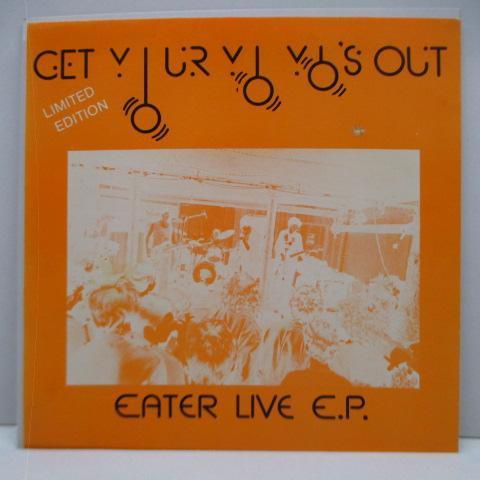 GET YOUR YO YO'S OUT
LIMITED
EDITION
EATER LIVE E.P.